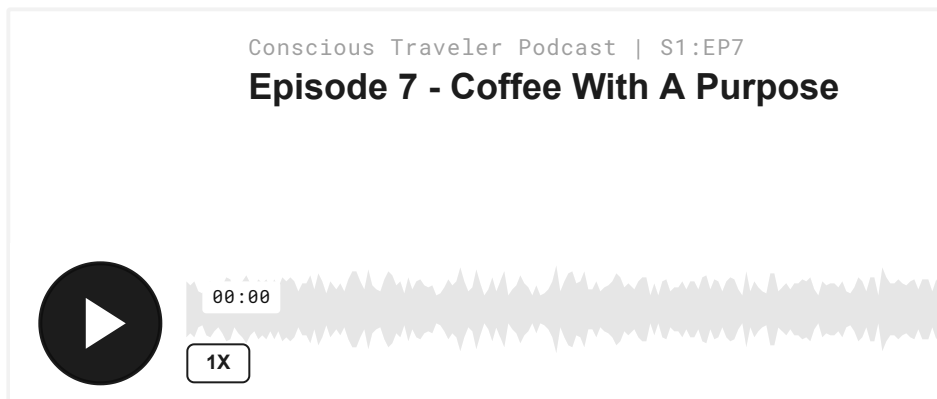 Conscious Traveler Podcast | S1:EP7
Episode 7 - Coffee With A Purpose
00:00
1X